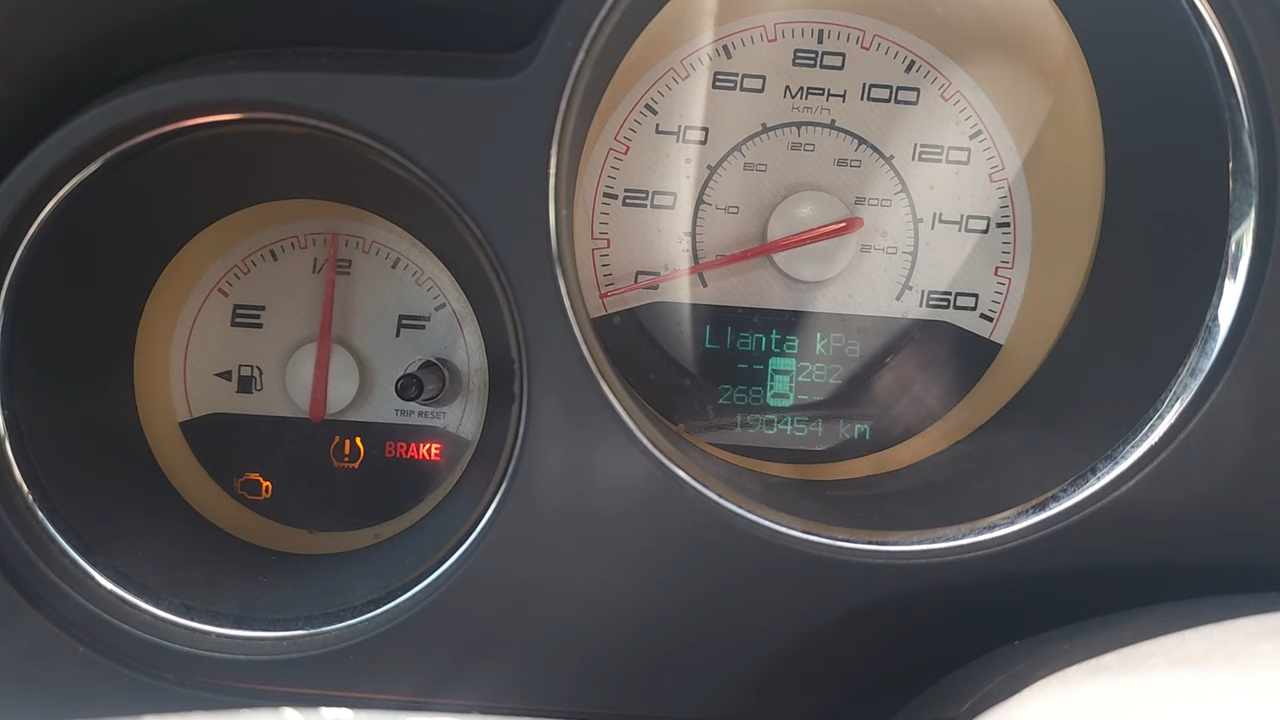 E 1/2 F
TRIP RESET
BRAKE
0 20 40 60 80 100 120 140 160
MPH
km/h
40 80 120 160 200 240
Llanta kPa
-- 282
268 --
190454 km